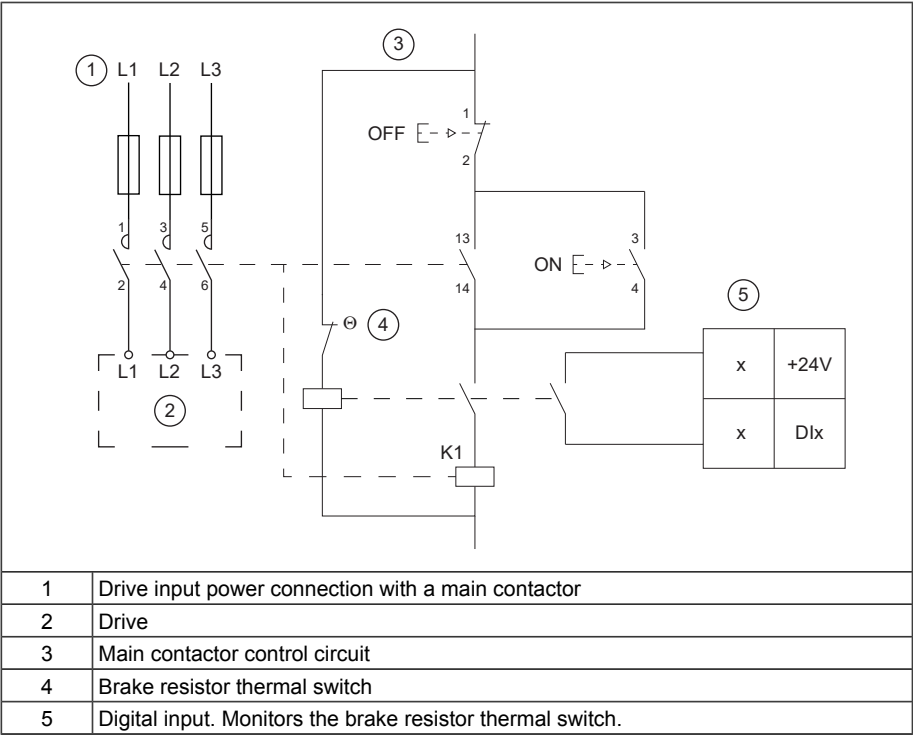 3
1 L1 L2 L3
1
OFF
2
1 3 5
13 3
ON
2 4 6
14 4
5
Θ 4
L1 L2 L3
x +24V
2
x DIx
K1
1 Drive input power connection with a main contactor
2 Drive
3 Main contactor control circuit
4 Brake resistor thermal switch
5 Digital input. Monitors the brake resistor thermal switch.